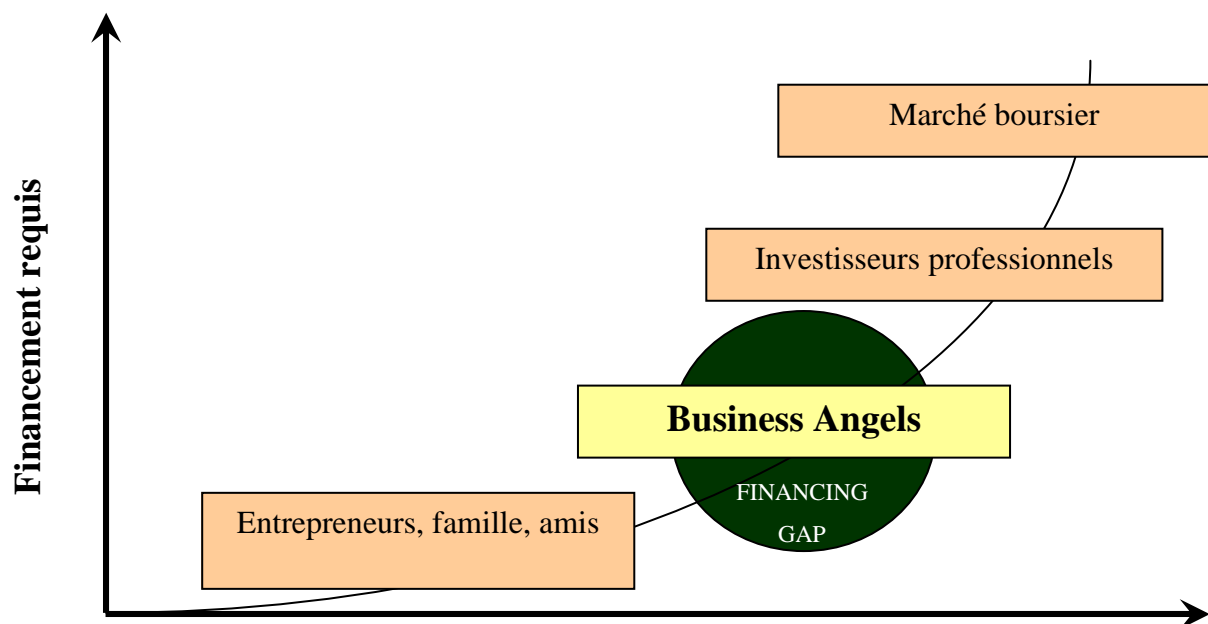 Marché boursier
Financement requis
Investisseurs professionnels
Business Angels
FINANCING
GAP
Entrepreneurs, famille, amis